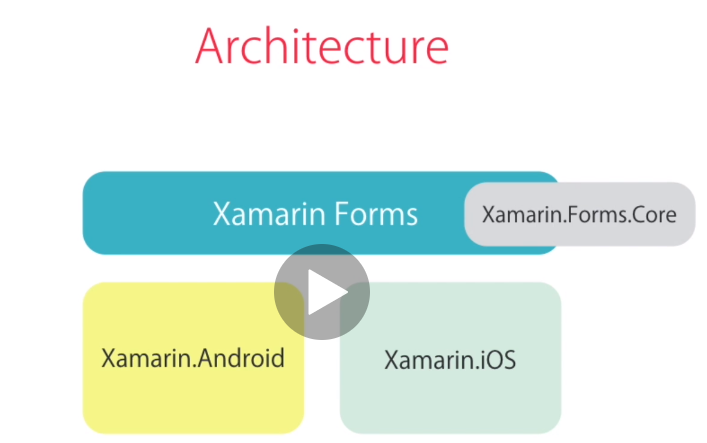 Architecture
Xamarin Forms
Xamarin.Forms.Core
Xamarin.Android
Xamarin.iOS